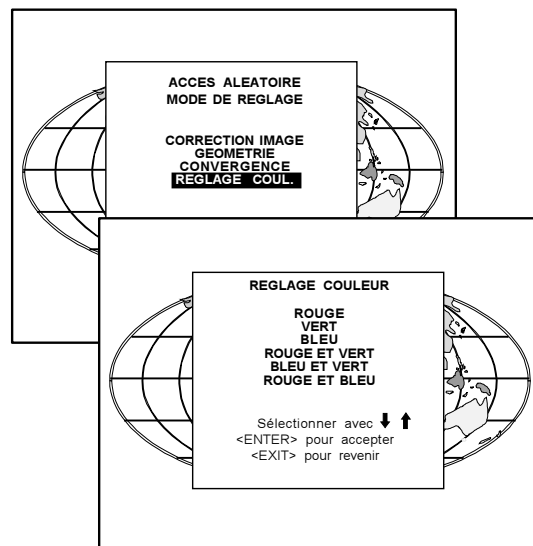 ACCES ALEATOIRE
MODE DE REGLAGE
CORRECTION IMAGE
GEOMETRIE
CONVERGENCE
REGLAGE COUL.
REGLAGE COULEUR
ROUGE
VERT
BLEU
ROUGE ET VERT
BLEU ET VERT
ROUGE ET BLEU
Sélectionner avec ⬇ ⬆
<ENTER> pour accepter
<EXIT> pour revenir